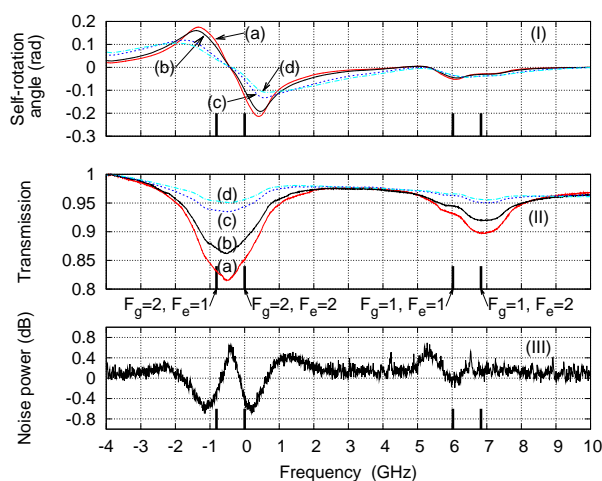 0.2
0.1
0
-0.1
-0.2
-0.3
Self-rotation
angle (rad)
(a)
(b)
(c)
(d)
(I)
1
0.95
0.9
0.85
0.8
Transmission
(d)
(c)
(b)
(a)
(II)
F_g=2, F_e=1
F_g=2, F_e=2
F_g=1, F_e=1
F_g=1, F_e=2
0.8
0.4
0
-0.4
-0.8
Noise power (dB)
(III)
-4 -3 -2 -1 0 1 2 3 4 5 6 7 8 9 10
Frequency (GHz)